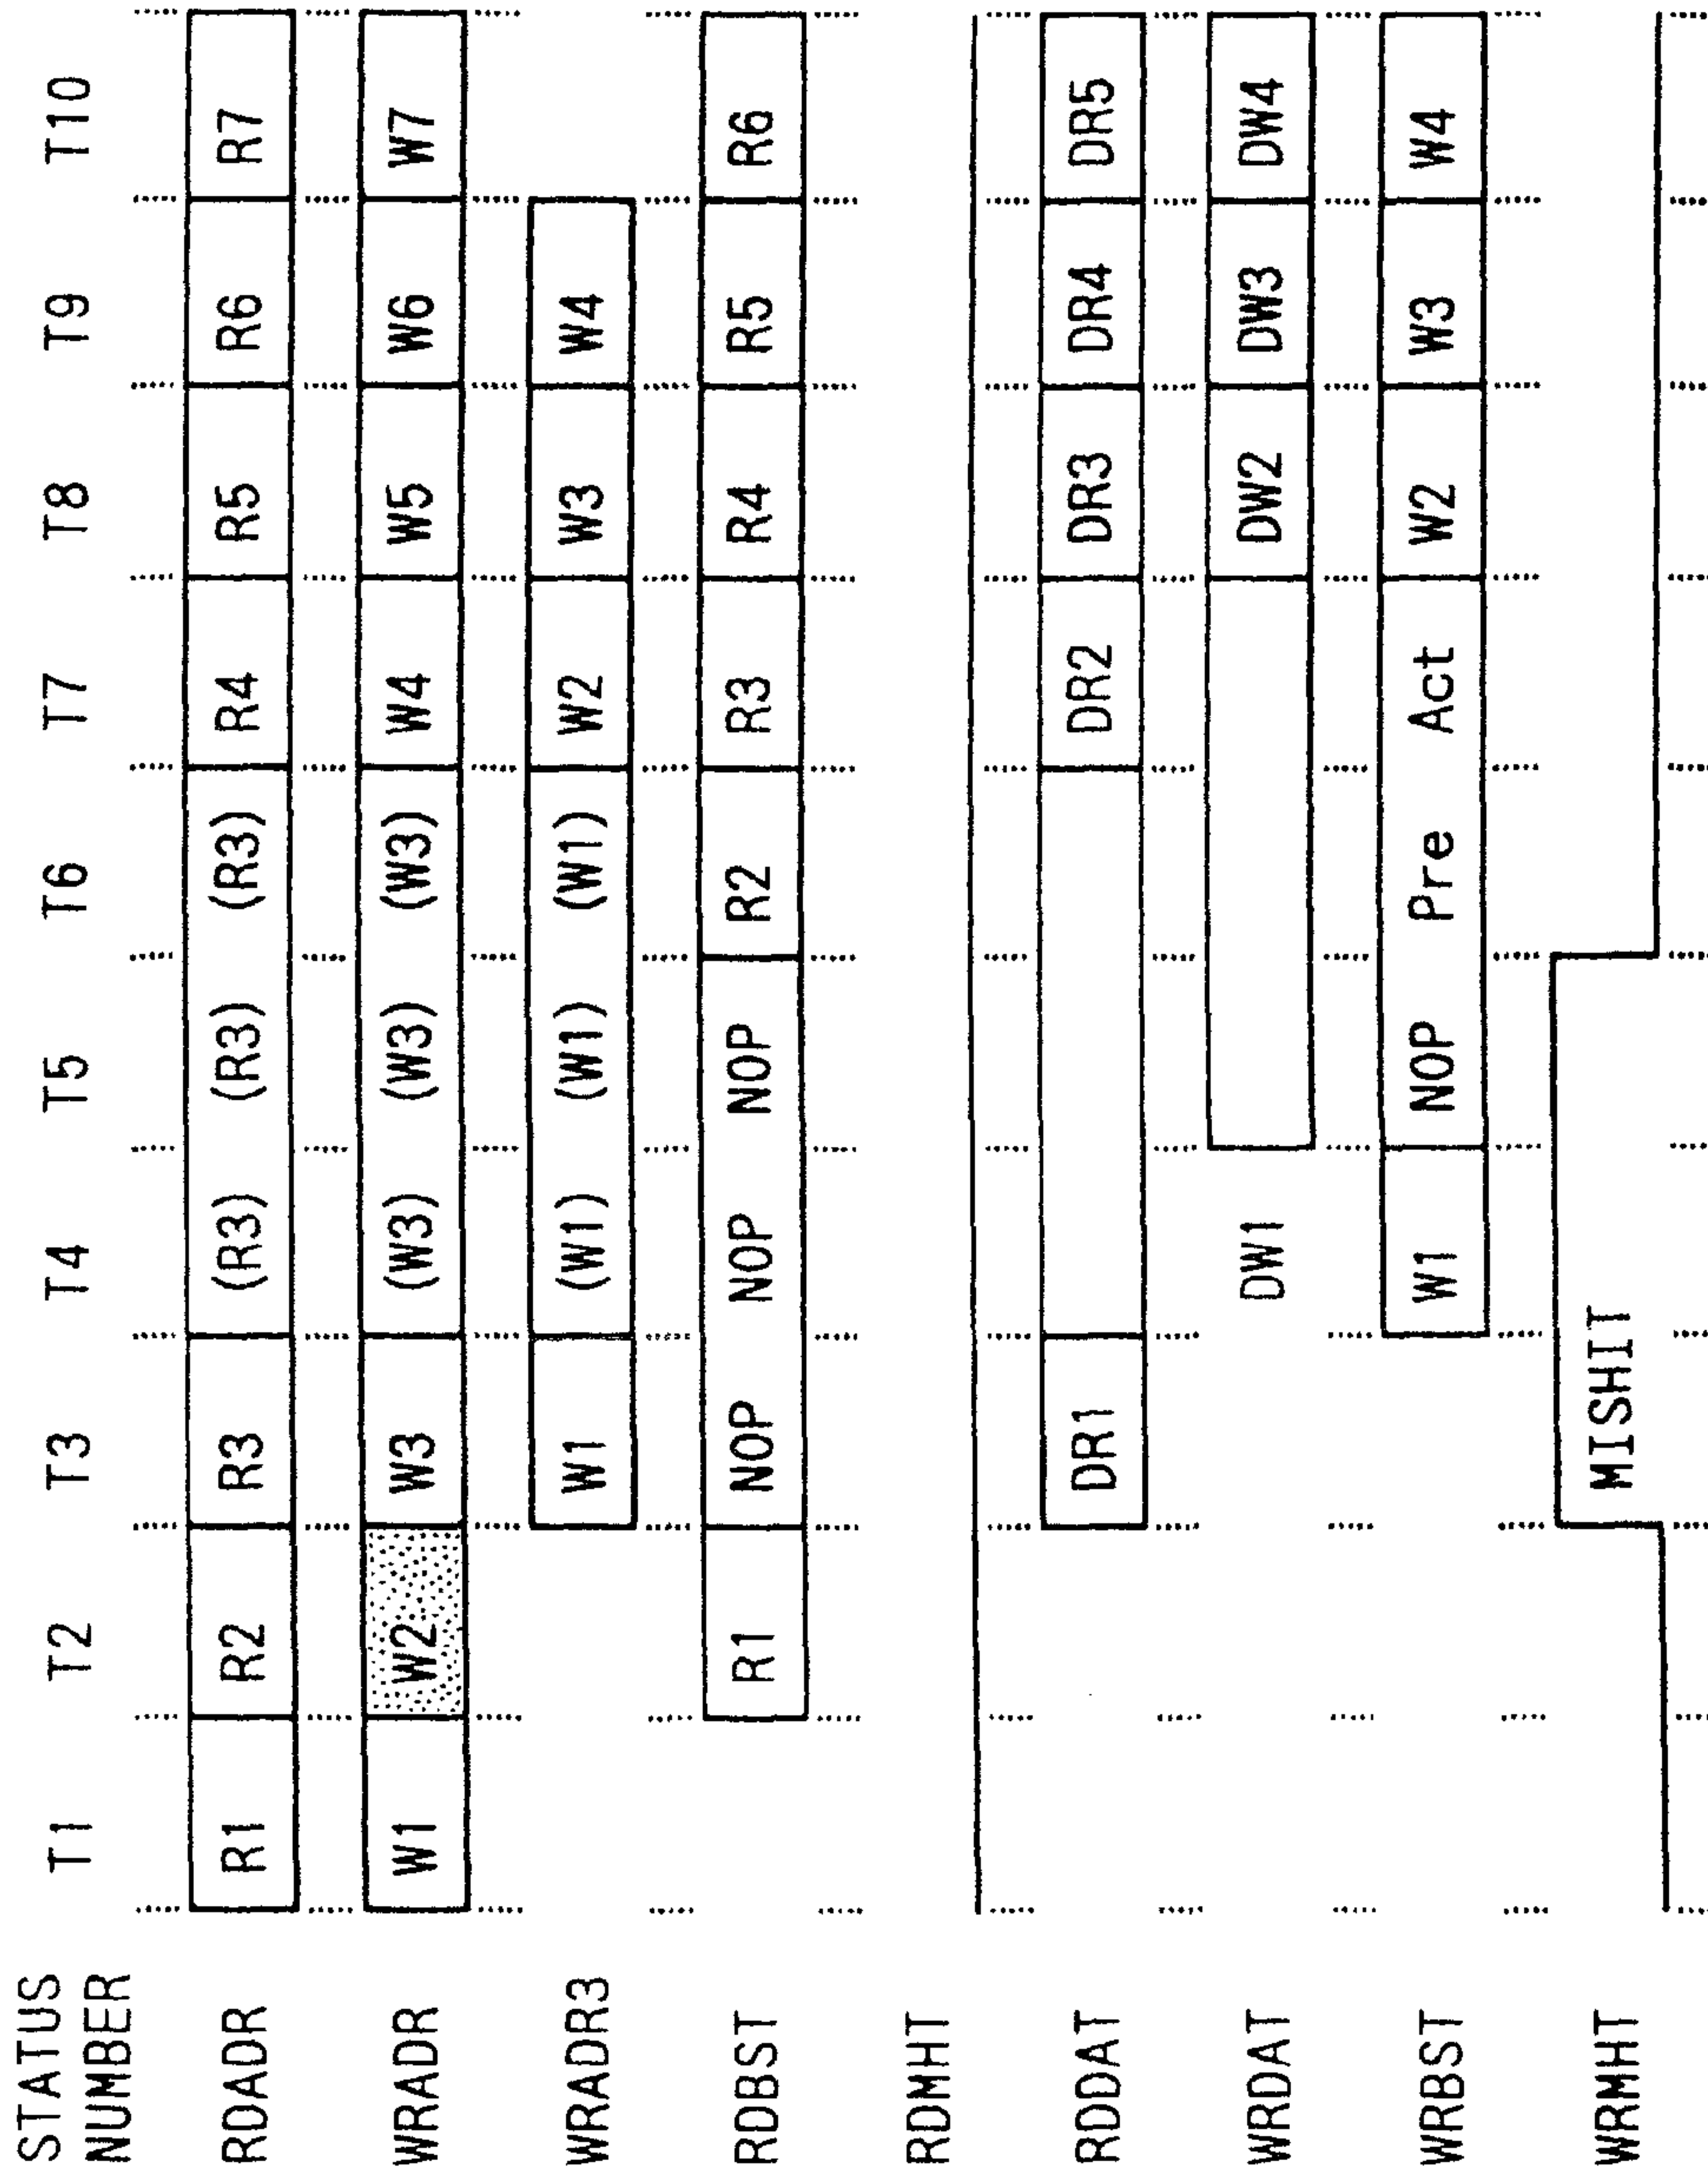 STATUS NUMBER T1 T2 T3 T4 T5 T6 T7 T8 T9 T10
RDADR R1 R2 R3 (R3) (R3) (R3) R4 R5 R6 R7
WRADR W1 W2 W3 (W3) (W3) (W3) W4 W5 W6 W7
WRADR3 W1 (W1) (W1) (W1) W2 W3 W4
RDBST R1 NOP NOP NOP R2 R3 R4 R5 R6
RDMHT
RDDAT DR1 DR2 DR3 DR4 DR5
WRDAT DW1 DW2 DW3 DW4
WRBST W1 NOP Pre Act W2 W3 W4
WRMHT MISHIT